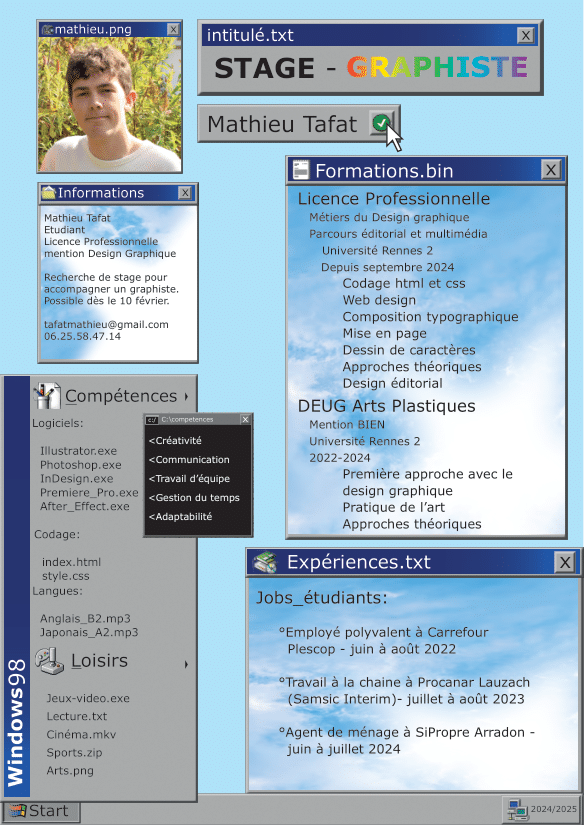 mathieu.png
intitulé.txt
STAGE - GRAPHISTE
Mathieu Tafat
Informations
Mathieu Tafat
Etudiant
Licence Professionnelle
mention Design Graphique
Recherche de stage pour
accompagner un graphiste.
Possible dès le 10 février.
tafatmathieu@gmail.com
06.25.58.47.14
Formations.bin
Licence Professionnelle
Métiers du Design graphique
Parcours éditorial et multimédia
Université Rennes 2
Depuis septembre 2024
Codage html et css
Web design
Composition typographique
Mise en page
Dessin de caractères
Approches théoriques
Design éditorial
DEUG Arts Plastiques
Mention BIEN
Université Rennes 2
2022-2024
Première approche avec le
design graphique
Pratique de l'art
Approches théoriques
Compétences
Logiciels:
Illustrator.exe
Photoshop.exe
InDesign.exe
Premiere_Pro.exe
After_Effect.exe
Codage:
index.html
style.css
Langues:
Anglais_B2.mp3
Japonais_A2.mp3
C:\competences
<Créativité
<Communication
<Travail d'équipe
<Gestion du temps
<Adaptabilité
Loisirs
Jeux-video.exe
Lecture.txt
Cinéma.mkv
Sports.zip
Arts.png
Windows98
Expériences.txt
Jobs_étudiants:
°Employé polyvalent à Carrefour
Plescop - juin à août 2022
°Travail à la chaine à Procanar Lauzach
(Samsic Interim)- juillet à août 2023
°Agent de ménage à SiPropre Arradon -
juin à juillet 2024
Start
2024/2025